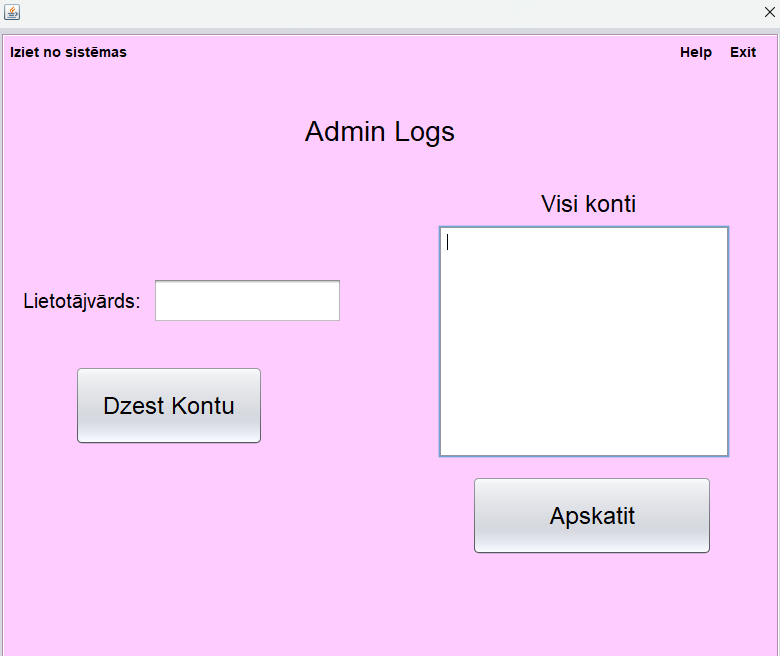 Iziet no sistēmas
Help
Exit
Admin Logs
Visi konti
Lietotājvārds:
Dzest Kontu
Apskatit